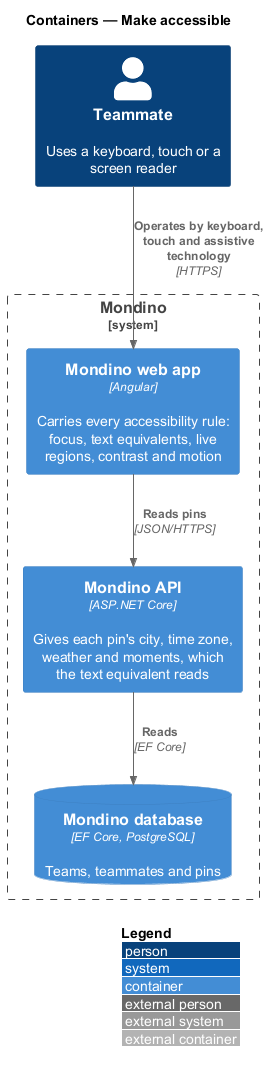 Containers — Make accessible
Teammate
Uses a keyboard, touch or a
screen reader
Operates by keyboard,
touch and assistive
technology
[HTTPS]
Mondino
[system]
Mondino web app
[Angular]
Carries every accessibility rule:
focus, text equivalents, live
regions, contrast and motion
Reads pins
[JSON/HTTPS]
Mondino API
[ASP.NET Core]
Gives each pin's city, time zone,
weather and moments, which
the text equivalent reads
Reads
[EF Core]
Mondino database
[EF Core, PostgreSQL]
Teams, teammates and pins
Legend
person
system
container
external person
external system
external container